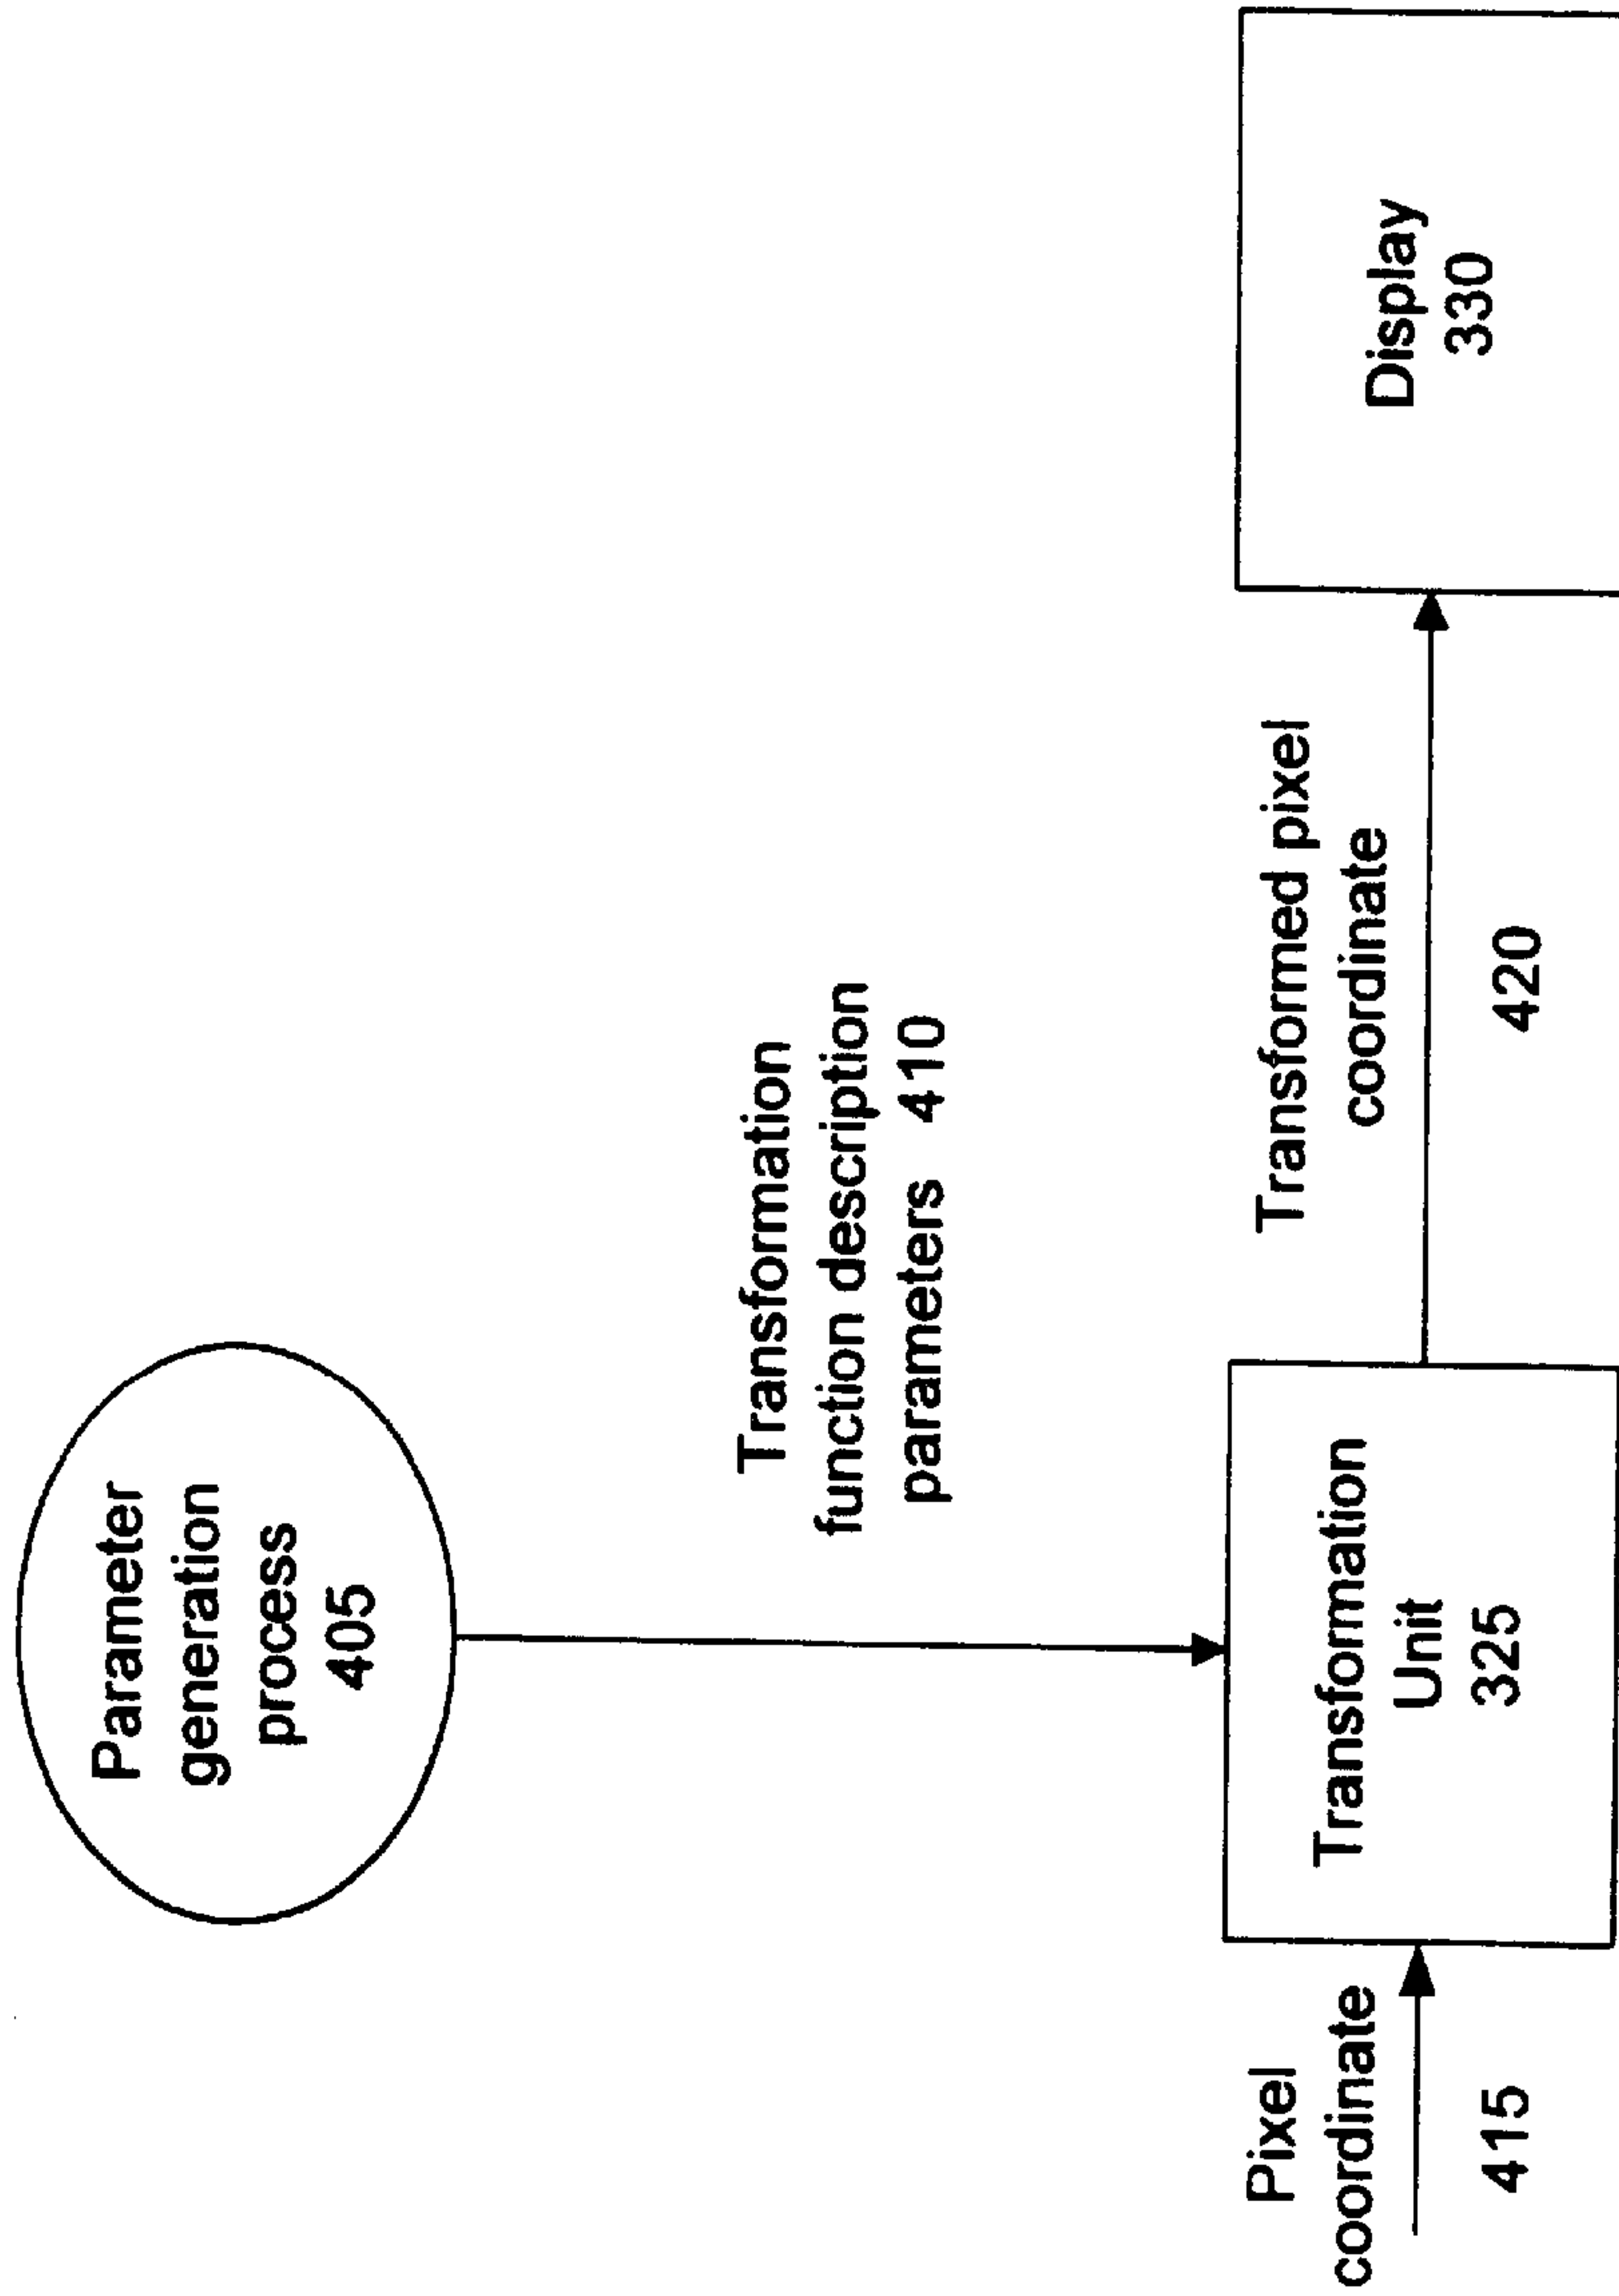 Parameter
generation
process
405
Transformation
function description
parameters 410
Pixel
coordinate
415
Transformation
Unit
325
Transformed pixel
coordinate
420
Display
330